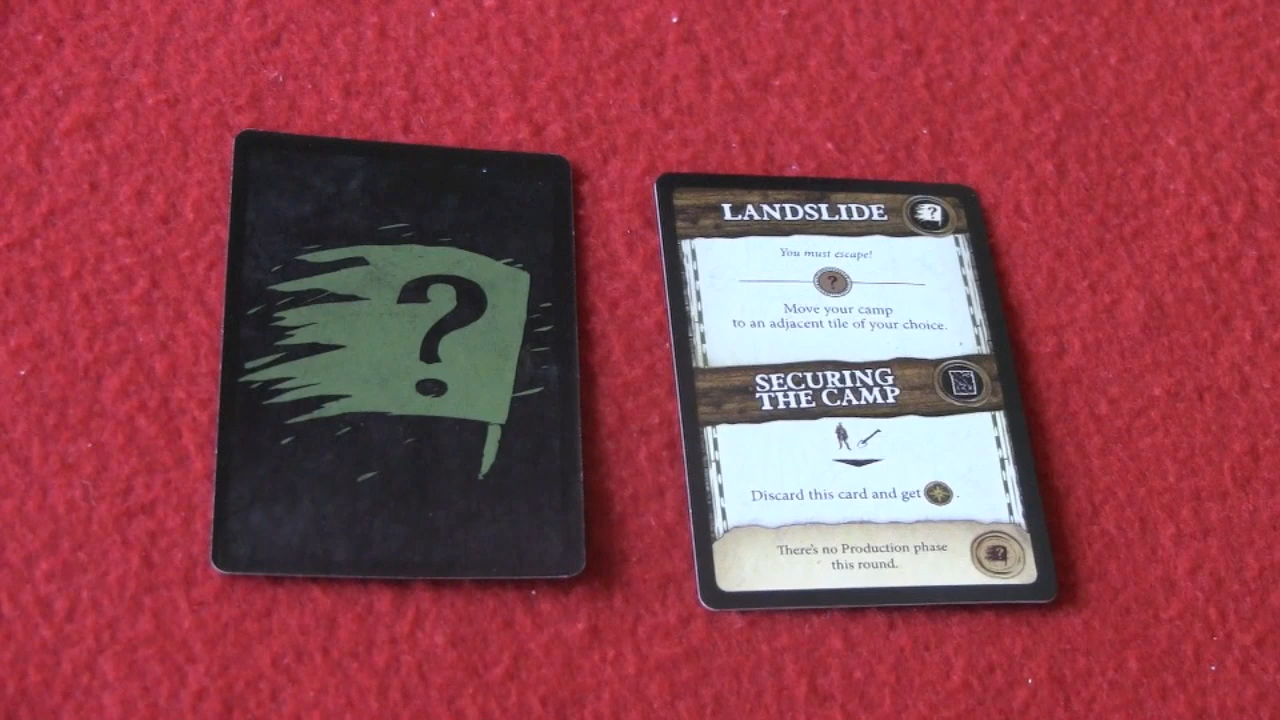 ?
LANDSLIDE
?
You must escape!
?
Move your camp
to an adjacent tile of your choice.
SECURING
THE CAMP
Discard this card and get .
There's no Production phase
this round.
?